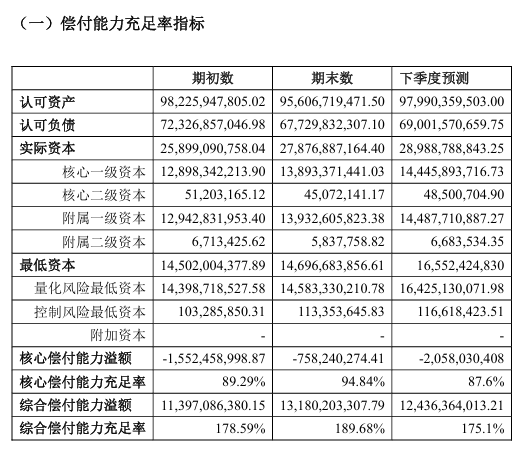 （一）偿付能力充足率指标
期初数 期末数 下季度预测
认可资产 98,225,947,805.02 95,606,719,471.50 97,990,359,503.00
认可负债 72,326,857,046.98 67,729,832,307.10 69,001,570,659.75
实际资本 25,899,090,758.04 27,876,887,164.40 28,988,788,843.25
核心一级资本 12,898,342,213.90 13,893,371,441.03 14,445,893,716.73
核心二级资本 51,203,165.12 45,072,141.17 48,500,704.90
附属一级资本 12,942,831,953.40 13,932,605,823.38 14,487,710,887.27
附属二级资本 6,713,425.62 5,837,758.82 6,683,534.35
最低资本 14,502,004,377.89 14,696,683,856.61 16,552,424,830
量化风险最低资本 14,398,718,527.58 14,583,330,210.78 16,425,130,071.98
控制风险最低资本 103,285,850.31 113,353,645.83 116,618,423.51
附加资本 - - -
核心偿付能力溢额 -1,552,458,998.87 -758,240,274.41 -2,058,030,408
核心偿付能力充足率 89.29% 94.84% 87.6%
综合偿付能力溢额 11,397,086,380.15 13,180,203,307.79 12,436,364,013.21
综合偿付能力充足率 178.59% 189.68% 175.1%